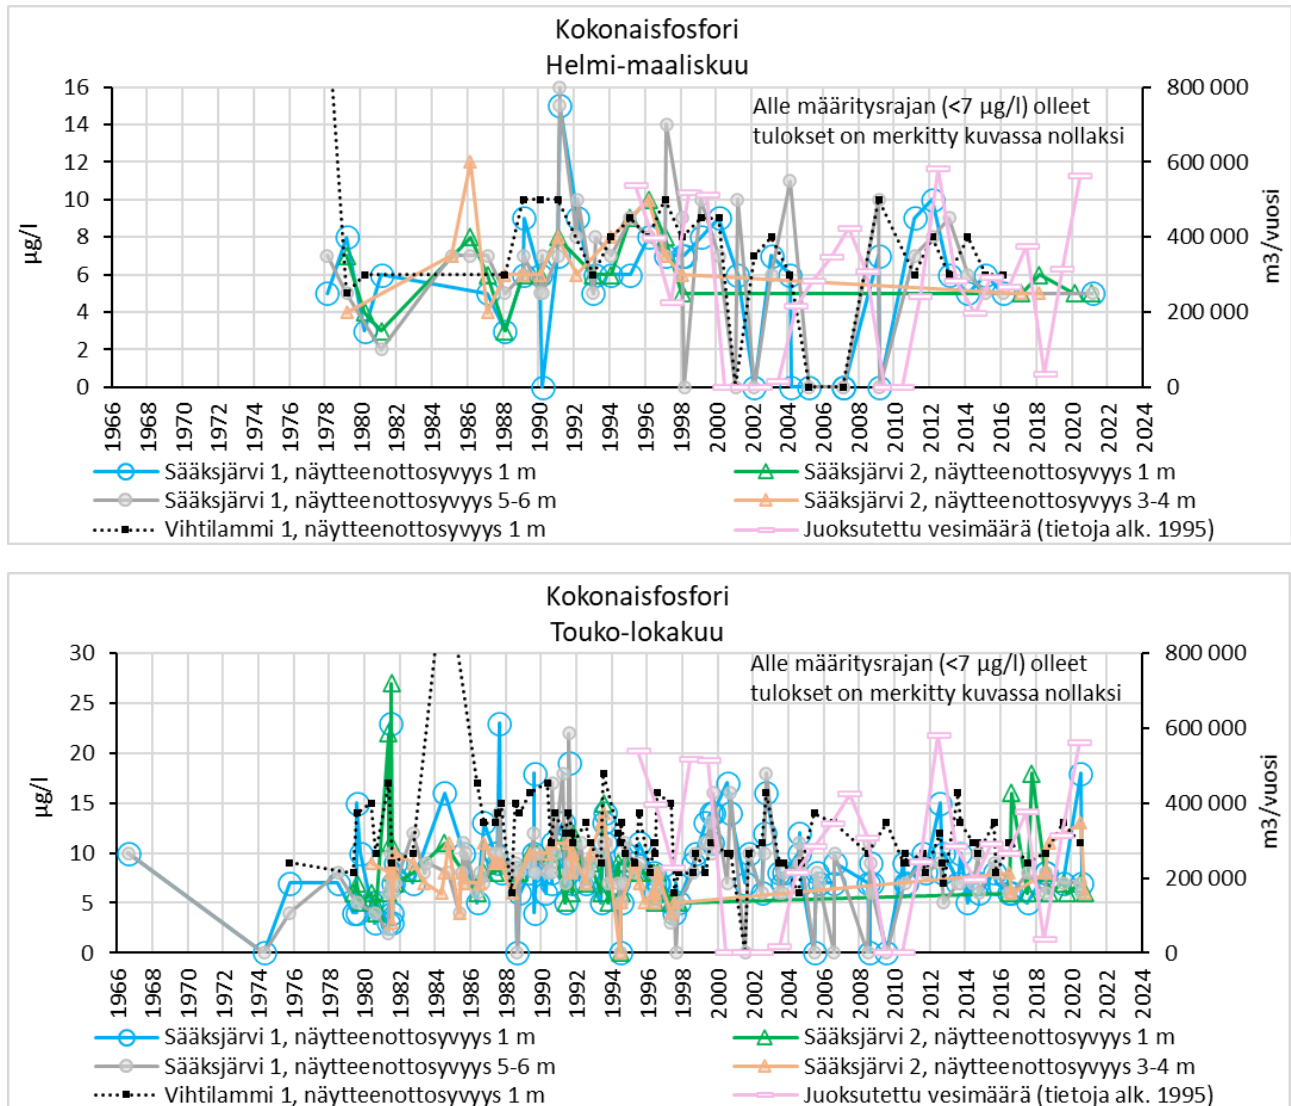 Kokonaisfosfori
Helmi-maaliskuu
Alle määritysrajan (<7 µg/l) olleet
tulokset on merkitty kuvassa nollaksi
µg/l
16
14
12
10
8
6
4
2
0
800 000
600 000
400 000
200 000
0
m3/vuosi
1966 1968 1970 1972 1974 1976 1978 1980 1982 1984 1986 1988 1990 1992 1994 1996 1998 2000 2002 2004 2006 2008 2010 2012 2014 2016 2018 2020 2022 2024
Sääksjärvi 1, näytteenottosyvyys 1 m
Sääksjärvi 2, näytteenottosyvyys 1 m
Sääksjärvi 1, näytteenottosyvyys 5-6 m
Sääksjärvi 2, näytteenottosyvyys 3-4 m
Vihtilammi 1, näytteenottosyvyys 1 m
Juoksutettu vesimäärä (tietoja alk. 1995)
Kokonaisfosfori
Touko-lokakuu
Alle määritysrajan (<7 µg/l) olleet
tulokset on merkitty kuvassa nollaksi
µg/l
30
25
20
15
10
5
0
800 000
600 000
400 000
200 000
0
m3/vuosi
1966 1968 1970 1972 1974 1976 1978 1980 1982 1984 1986 1988 1990 1992 1994 1996 1998 2000 2002 2004 2006 2008 2010 2012 2014 2016 2018 2020 2022 2024
Sääksjärvi 1, näytteenottosyvyys 1 m
Sääksjärvi 2, näytteenottosyvyys 1 m
Sääksjärvi 1, näytteenottosyvyys 5-6 m
Sääksjärvi 2, näytteenottosyvyys 3-4 m
Vihtilammi 1, näytteenottosyvyys 1 m
Juoksutettu vesimäärä (tietoja alk. 1995)